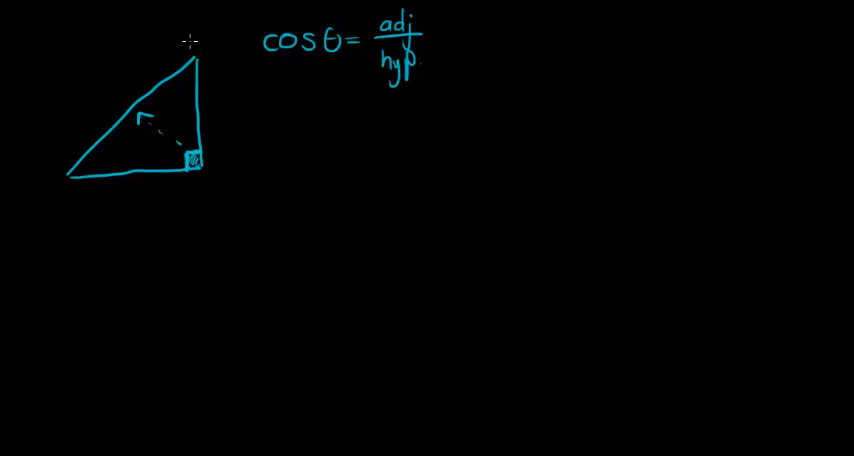 cos θ = adj/hyp.